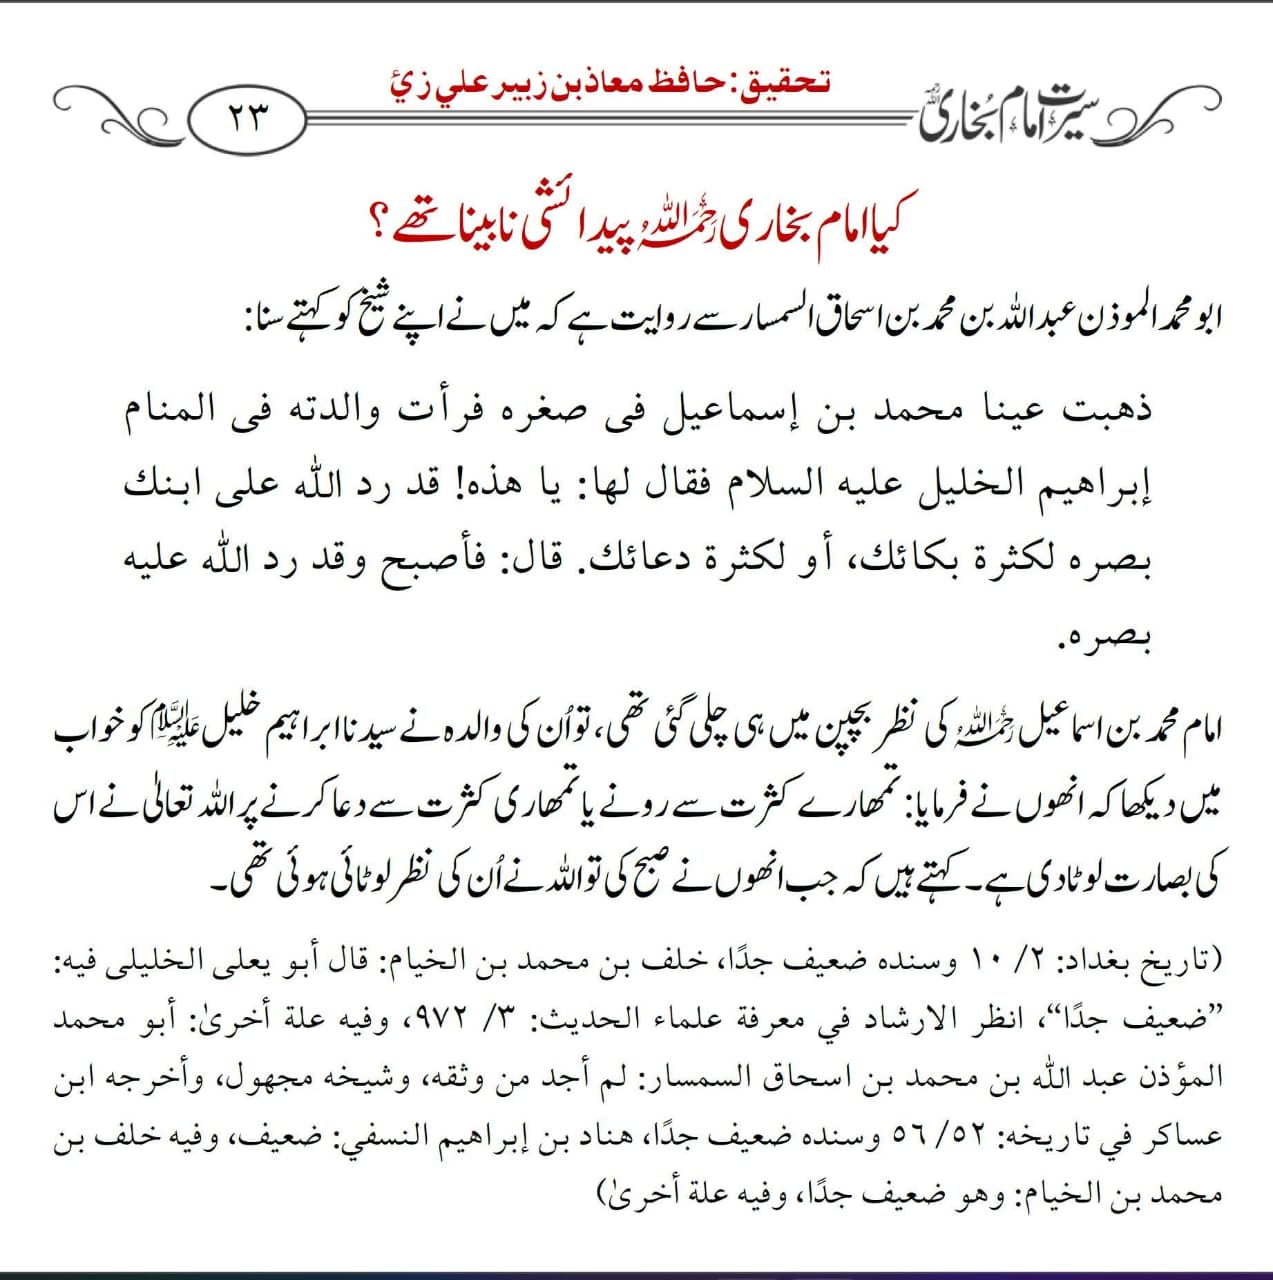 تحقیق: حافظ معاذ بن زبیر علی زئ
سیرت امام بخاری رحمہ اللہ
۲۳
کیا امام بخاری رحمہ اللہ پیدائشی نابینا تھے؟
ابو محمد الموذن عبد اللہ بن محمد بن اسحاق السمسار سے روایت ہے کہ میں نے اپنے شیخ کو کہتے سنا:
ذهبت عينا محمد بن إسماعيل فى صغره فرأت والدته فى المنام
إبراهيم الخليل عليه السلام فقال لها: يا هذه! قد رد الله على ابنك
بصره لكثرة بكائك، أو لكثرة دعائك. قال: فأصبح وقد رد الله عليه
بصره.
امام محمد بن اسماعیل رحمہ اللہ کی نظر بچپن میں ہی چلی گئی تھی، تو اُن کی والدہ نے سیدنا ابراہیم خلیل علیہ السلام کو خواب
میں دیکھا کہ انھوں نے فرمایا: تمھارے کثرت سے رونے یا تمھاری کثرت سے دعا کرنے پر اللہ تعالیٰ نے اس
کی بصارت لوٹا دی ہے۔ کہتے ہیں کہ جب انھوں نے صبح کی تو اللہ نے اُن کی نظر لوٹائی ہوئی تھی۔
(تاريخ بغداد: ٢/ ١٠ وسنده ضعيف جدًا، خلف بن محمد بن الخيام: قال أبو يعلى الخليلى فيه:
”ضعيف جدًا“، انظر الارشاد في معرفة علماء الحديث: ٣/ ٩٧٢، وفيه علة أخرىٰ: أبو محمد
المؤذن عبد الله بن محمد بن اسحاق السمسار: لم أجد من وثقه، وشيخه مجهول، وأخرجه ابن
عساكر في تاريخه: ٥٢/ ٥٦ وسنده ضعيف جدًا، هناد بن إبراهيم النسفي: ضعيف، وفيه خلف بن
محمد بن الخيام: وهو ضعيف جدًا، وفيه علة أخرىٰ)